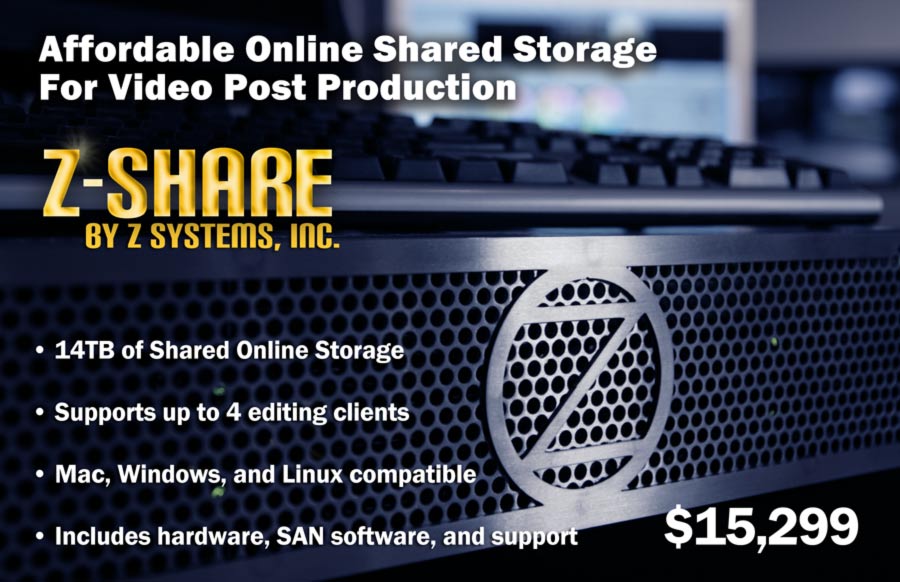 Affordable Online Shared Storage
For Video Post Production
Z-SHARE
BY Z SYSTEMS, INC.
• 14TB of Shared Online Storage
• Supports up to 4 editing clients
• Mac, Windows, and Linux compatible
• Includes hardware, SAN software, and support
$15,299
Z